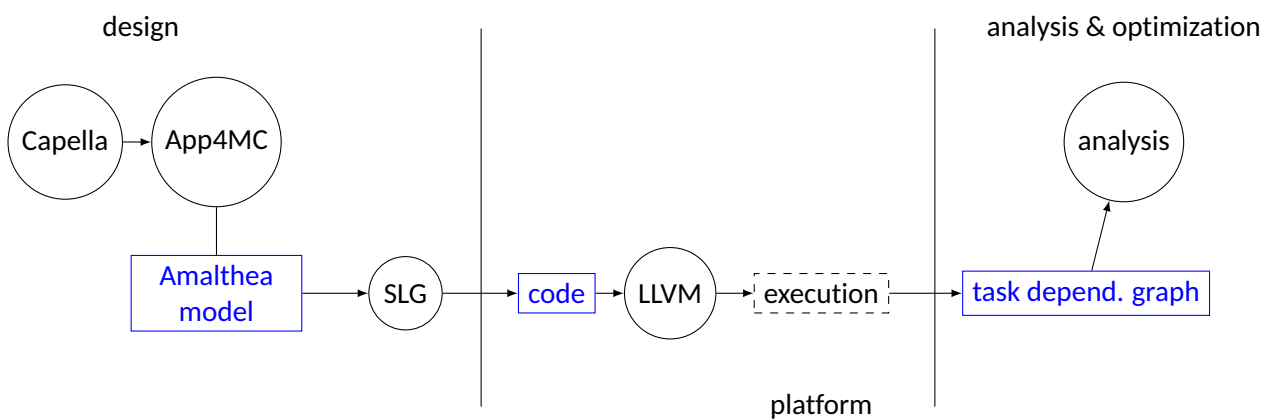 design
analysis & optimization
Capella
App4MC
analysis
Amalthea
model
SLG
code
LLVM
execution
task depend. graph
platform